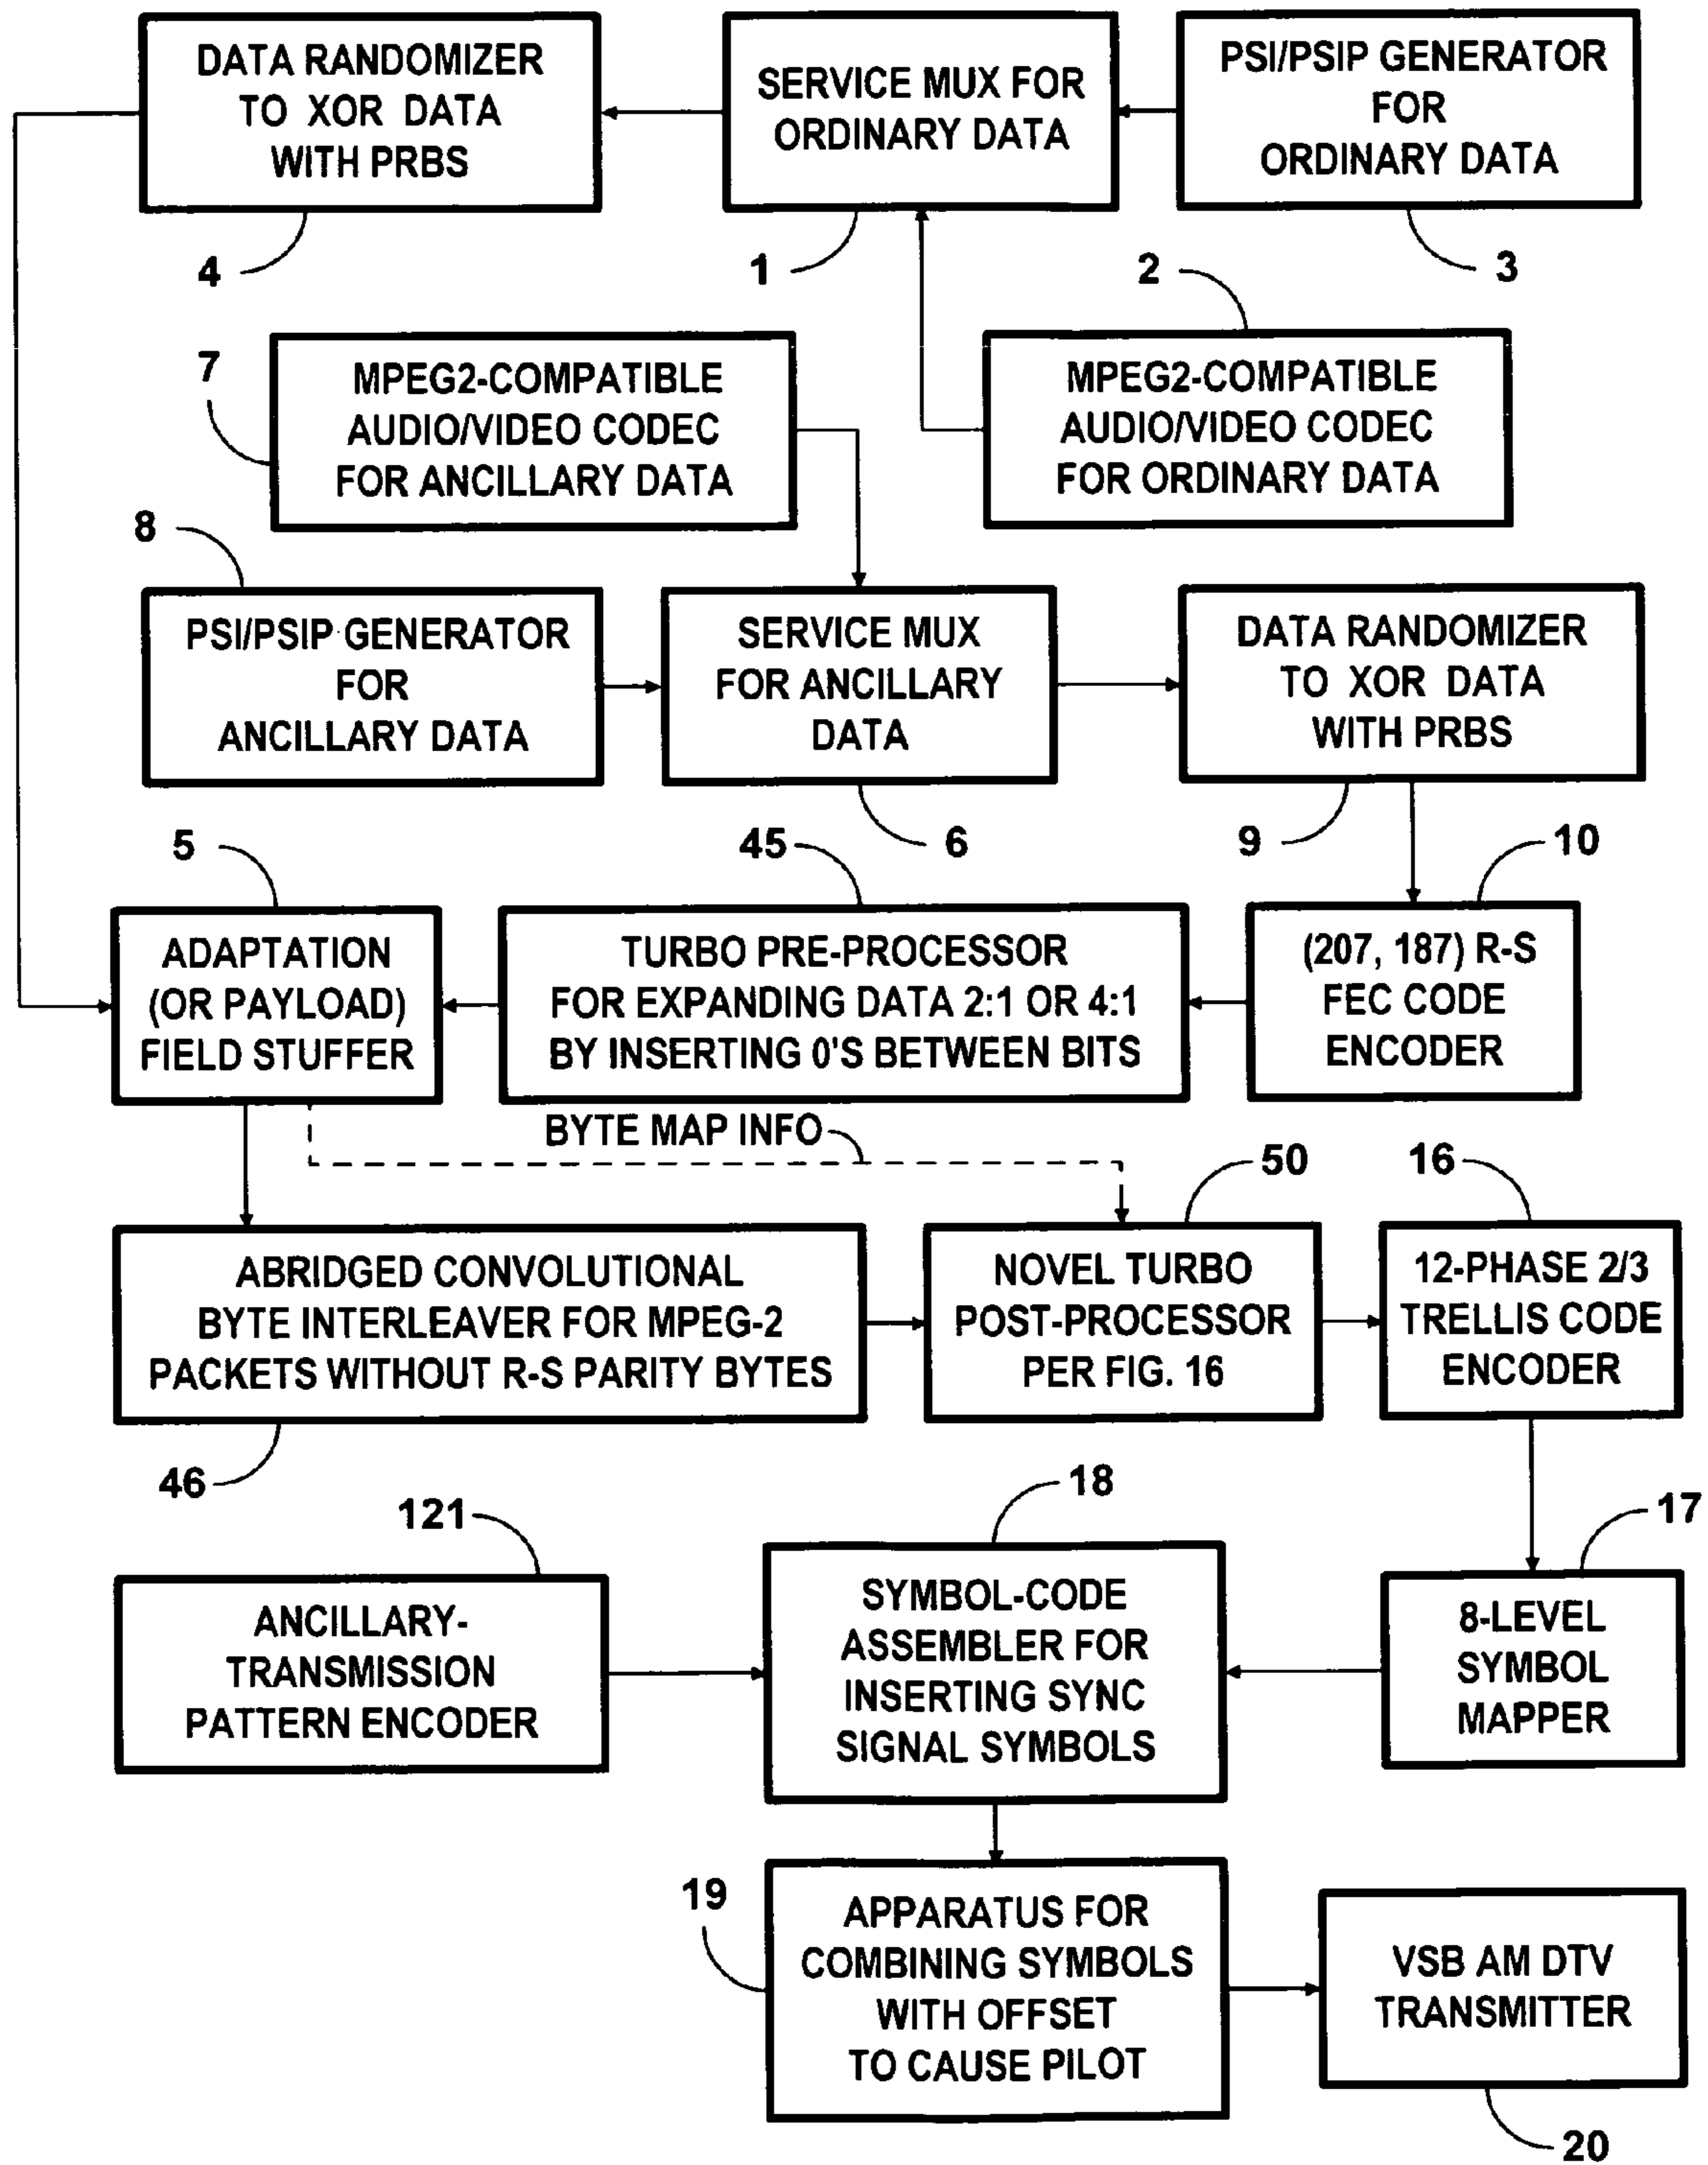 DATA RANDOMIZER
TO XOR DATA
WITH PRBS
4
SERVICE MUX FOR
ORDINARY DATA
1
PSI/PSIP GENERATOR
FOR
ORDINARY DATA
3
7
MPEG2-COMPATIBLE
AUDIO/VIDEO CODEC
FOR ANCILLARY DATA
2
MPEG2-COMPATIBLE
AUDIO/VIDEO CODEC
FOR ORDINARY DATA
8
PSI/PSIP GENERATOR
FOR
ANCILLARY DATA
SERVICE MUX
FOR ANCILLARY
DATA
6
DATA RANDOMIZER
TO XOR DATA
WITH PRBS
9
5
ADAPTATION
(OR PAYLOAD)
FIELD STUFFER
45
TURBO PRE-PROCESSOR
FOR EXPANDING DATA 2:1 OR 4:1
BY INSERTING 0'S BETWEEN BITS
10
(207, 187) R-S
FEC CODE
ENCODER
BYTE MAP INFO
ABRIDGED CONVOLUTIONAL
BYTE INTERLEAVER FOR MPEG-2
PACKETS WITHOUT R-S PARITY BYTES
46
50
NOVEL TURBO
POST-PROCESSOR
PER FIG. 16
16
12-PHASE 2/3
TRELLIS CODE
ENCODER
121
ANCILLARY-
TRANSMISSION
PATTERN ENCODER
18
SYMBOL-CODE
ASSEMBLER FOR
INSERTING SYNC
SIGNAL SYMBOLS
17
8-LEVEL
SYMBOL
MAPPER
19
APPARATUS FOR
COMBINING SYMBOLS
WITH OFFSET
TO CAUSE PILOT
VSB AM DTV
TRANSMITTER
20